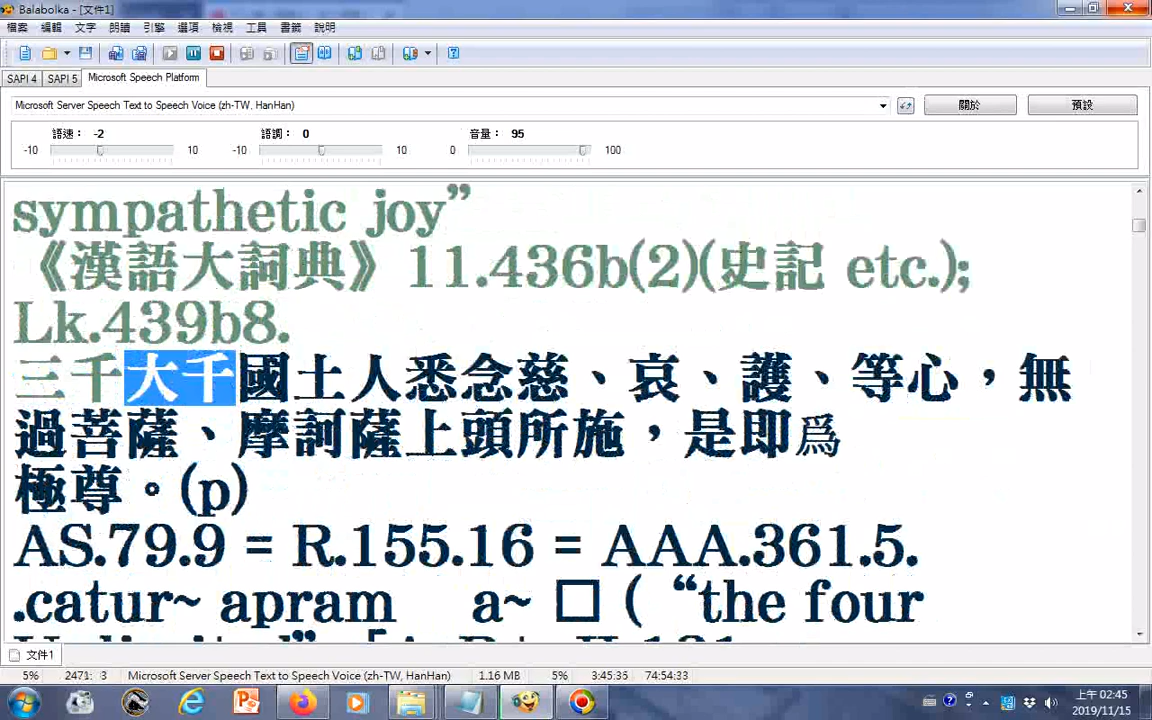 Balabolka - [文件1]
檔案 編輯 文字 朗讀 引擎 選項 檢視 工具 書籤 說明
SAPI 4 SAPI 5 Microsoft Speech Platform
Microsoft Server Speech Text to Speech Voice (zh-TW, HanHan) 關於 預設
語速： -2 語調： 0 音量： 95
-10 10 -10 10 0 100
sympathetic joy”
《漢語大詞典》 11.436b(2)(史記 etc.);
Lk.439b8.
三千大千國土人悉念慈、哀、護、等心，無
過菩薩、摩訶薩上頭所施，是即爲
極尊。(p)
AS.79.9 = R.155.16 = AAA.361.5.
.catur~ apram a~ □ ( “the four
文件1
5% 2471: 3 Microsoft Server Speech Text to Speech Voice (zh-TW, HanHan) 1.16 MB 5% 3:45:35 74:54:33
上午 02:45
2019/11/15